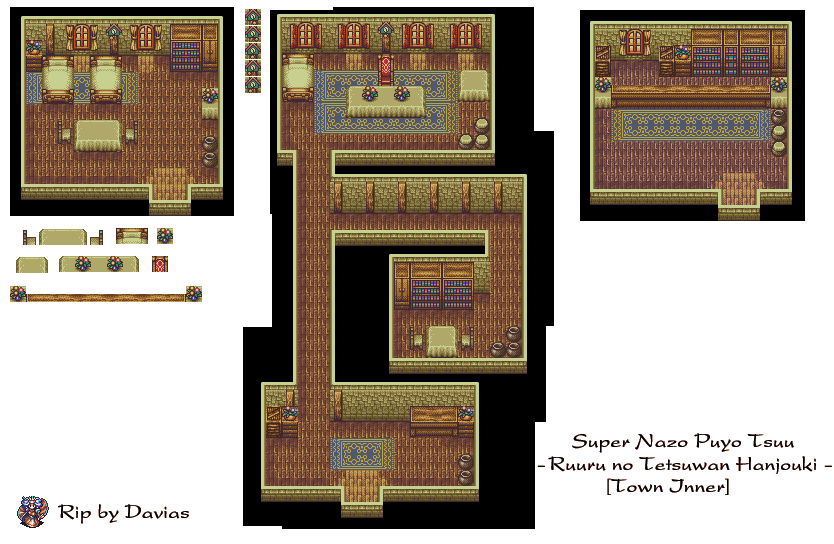 Super Nazo Puyo Tsuu
-Ruuru no Tetsuwan Hanjouki -
[Town Inner]
Rip by Davias